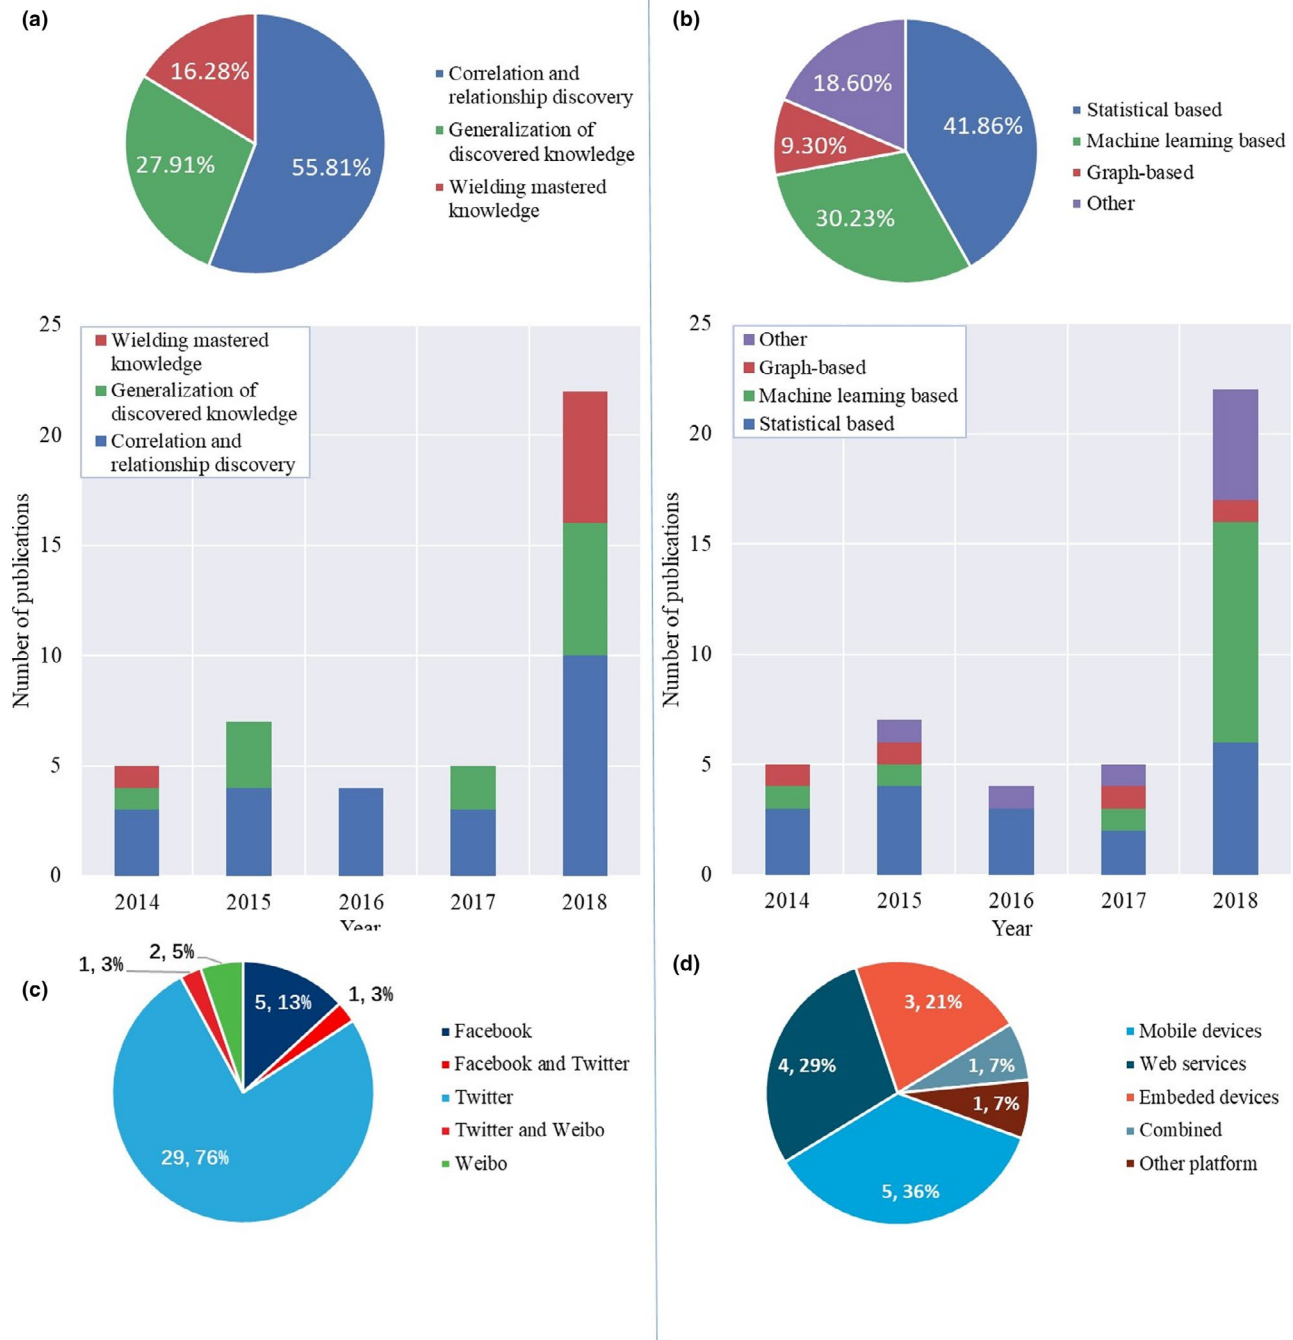 (a)
16.28%
27.91%
55.81%
Correlation and
relationship discovery
Generalization of
discovered knowledge
Wielding mastered
knowledge
25
20
15
10
5
0
Number of publications
Wielding mastered
knowledge
Generalization of
discovered knowledge
Correlation and
relationship discovery
2014 2015 2016 2017 2018
Year
(b)
18.60%
41.86%
9.30%
30.23%
Statistical based
Machine learning based
Graph-based
Other
25
20
15
10
5
0
Number of publications
Other
Graph-based
Machine learning based
Statistical based
2014 2015 2016 2017 2018
Year
(c)
2, 5%
1, 3%
5, 13%
1, 3%
29, 76%
Facebook
Facebook and Twitter
Twitter
Twitter and Weibo
Weibo
(d)
3, 21%
4, 29%
1, 7%
1, 7%
5, 36%
Mobile devices
Web services
Embeded devices
Combined
Other platform